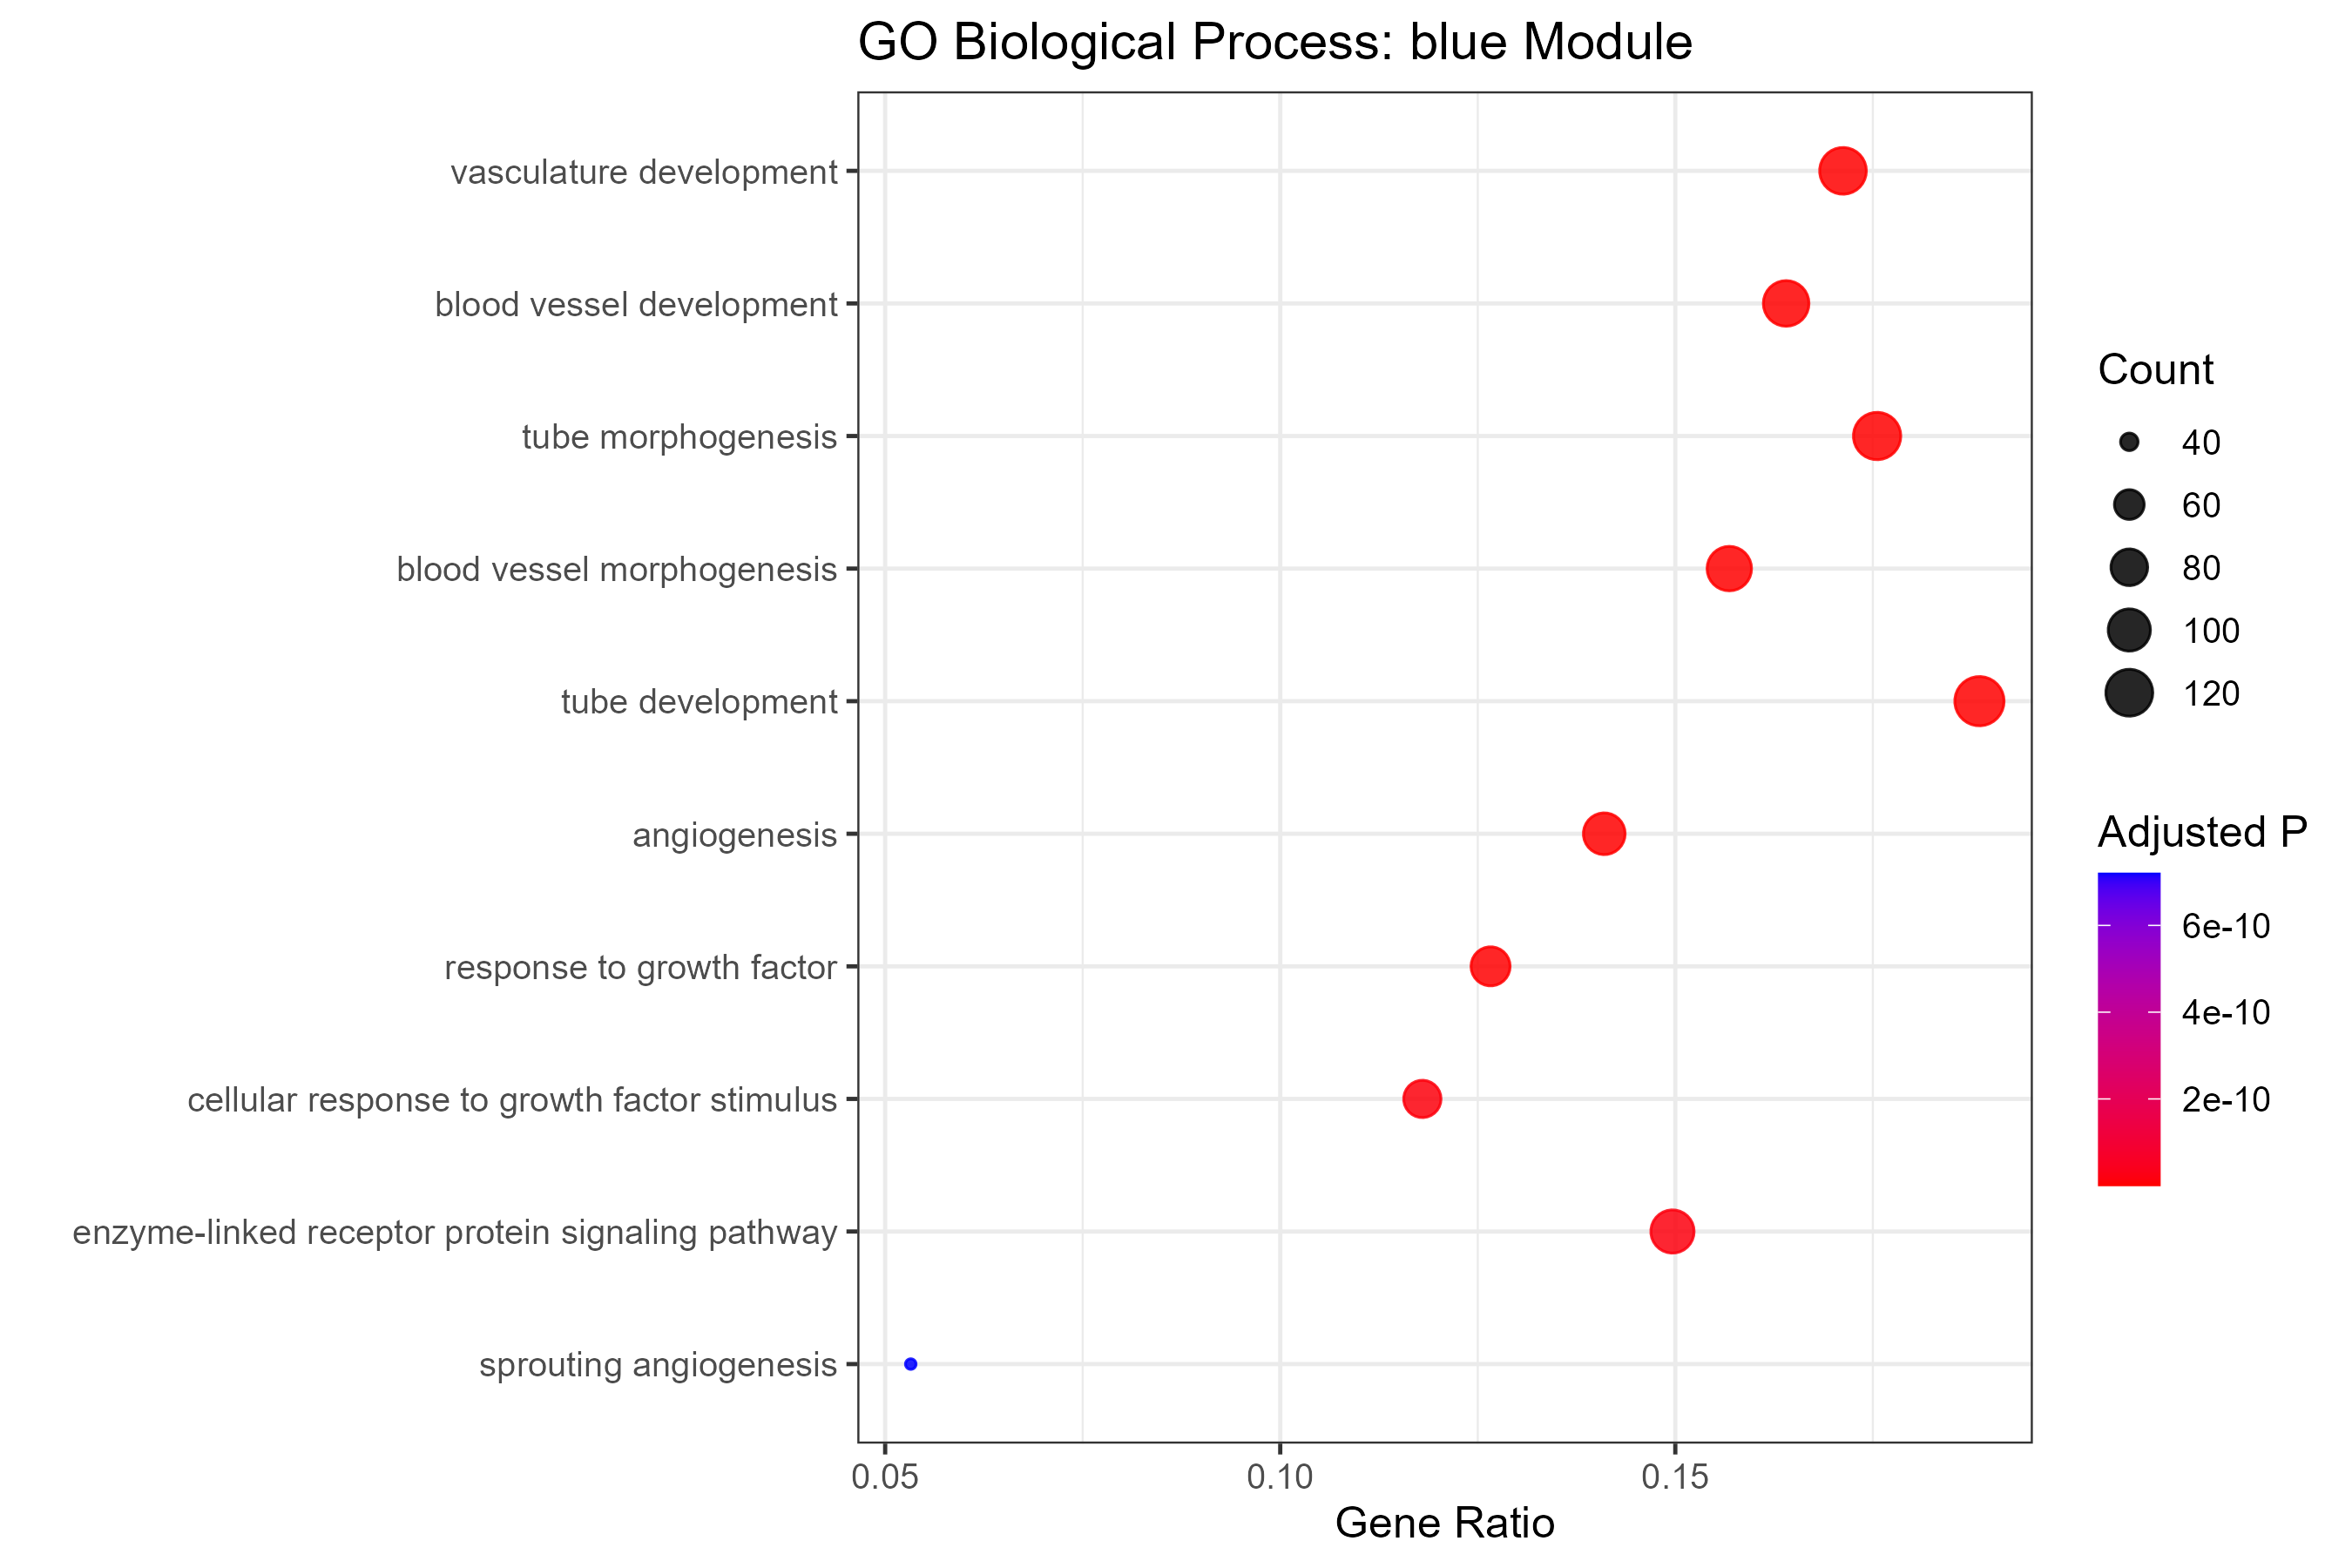 GO Biological Process: blue Module
vasculature development
blood vessel development
tube morphogenesis
blood vessel morphogenesis
tube development
angiogenesis
response to growth factor
cellular response to growth factor stimulus
enzyme-linked receptor protein signaling pathway
sprouting angiogenesis
0.05
0.10
0.15
Gene Ratio
Count
40
60
80
100
120
Adjusted P
6e-10
4e-10
2e-10